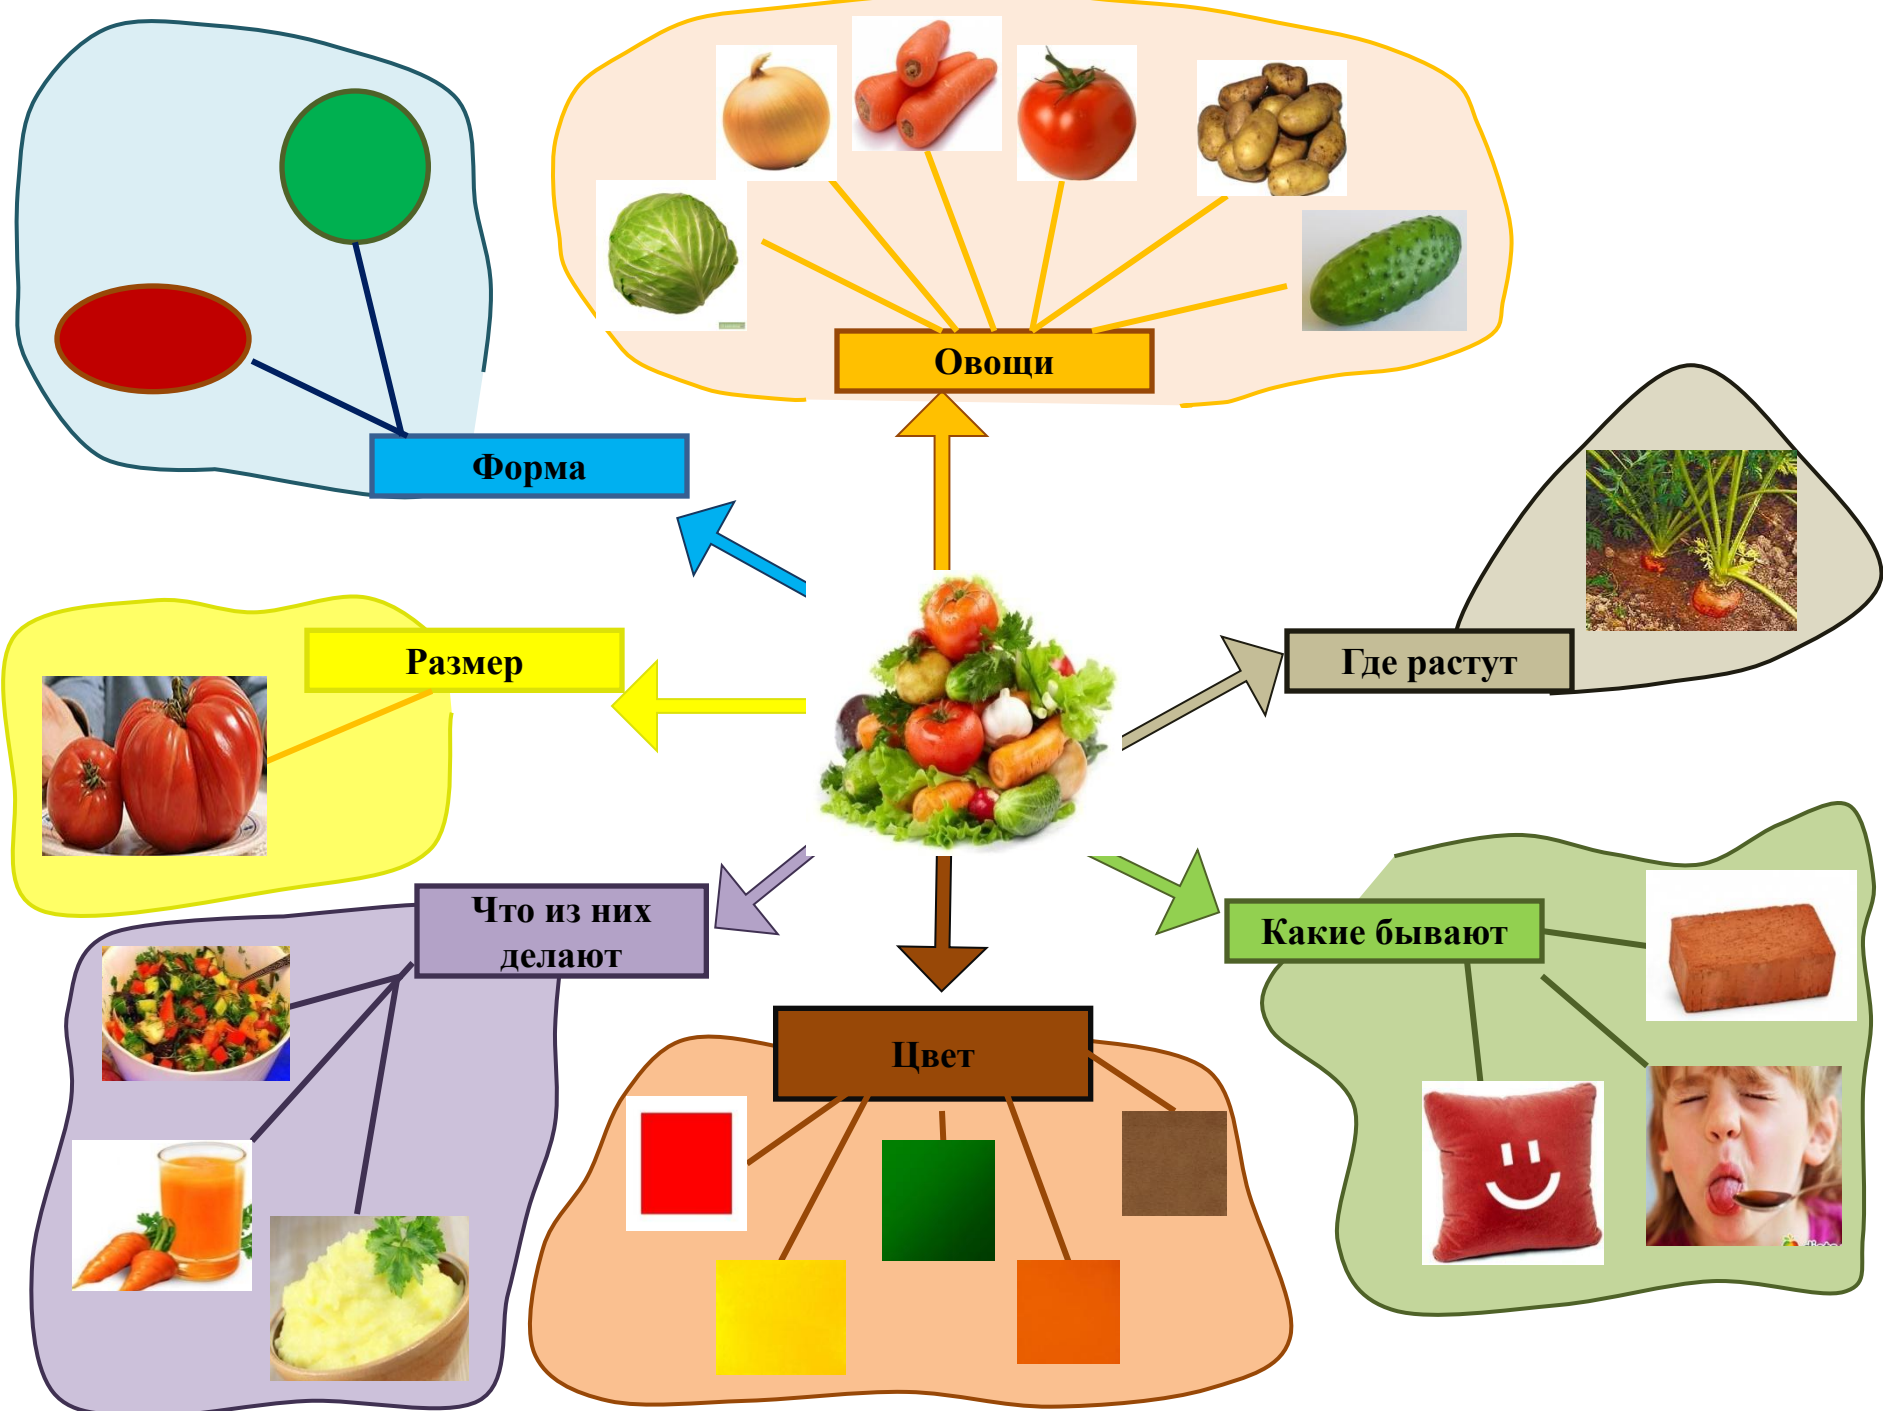 Овощи
Форма
Размер
Где растут
Что из них
делают
Какие бывают
Цвет